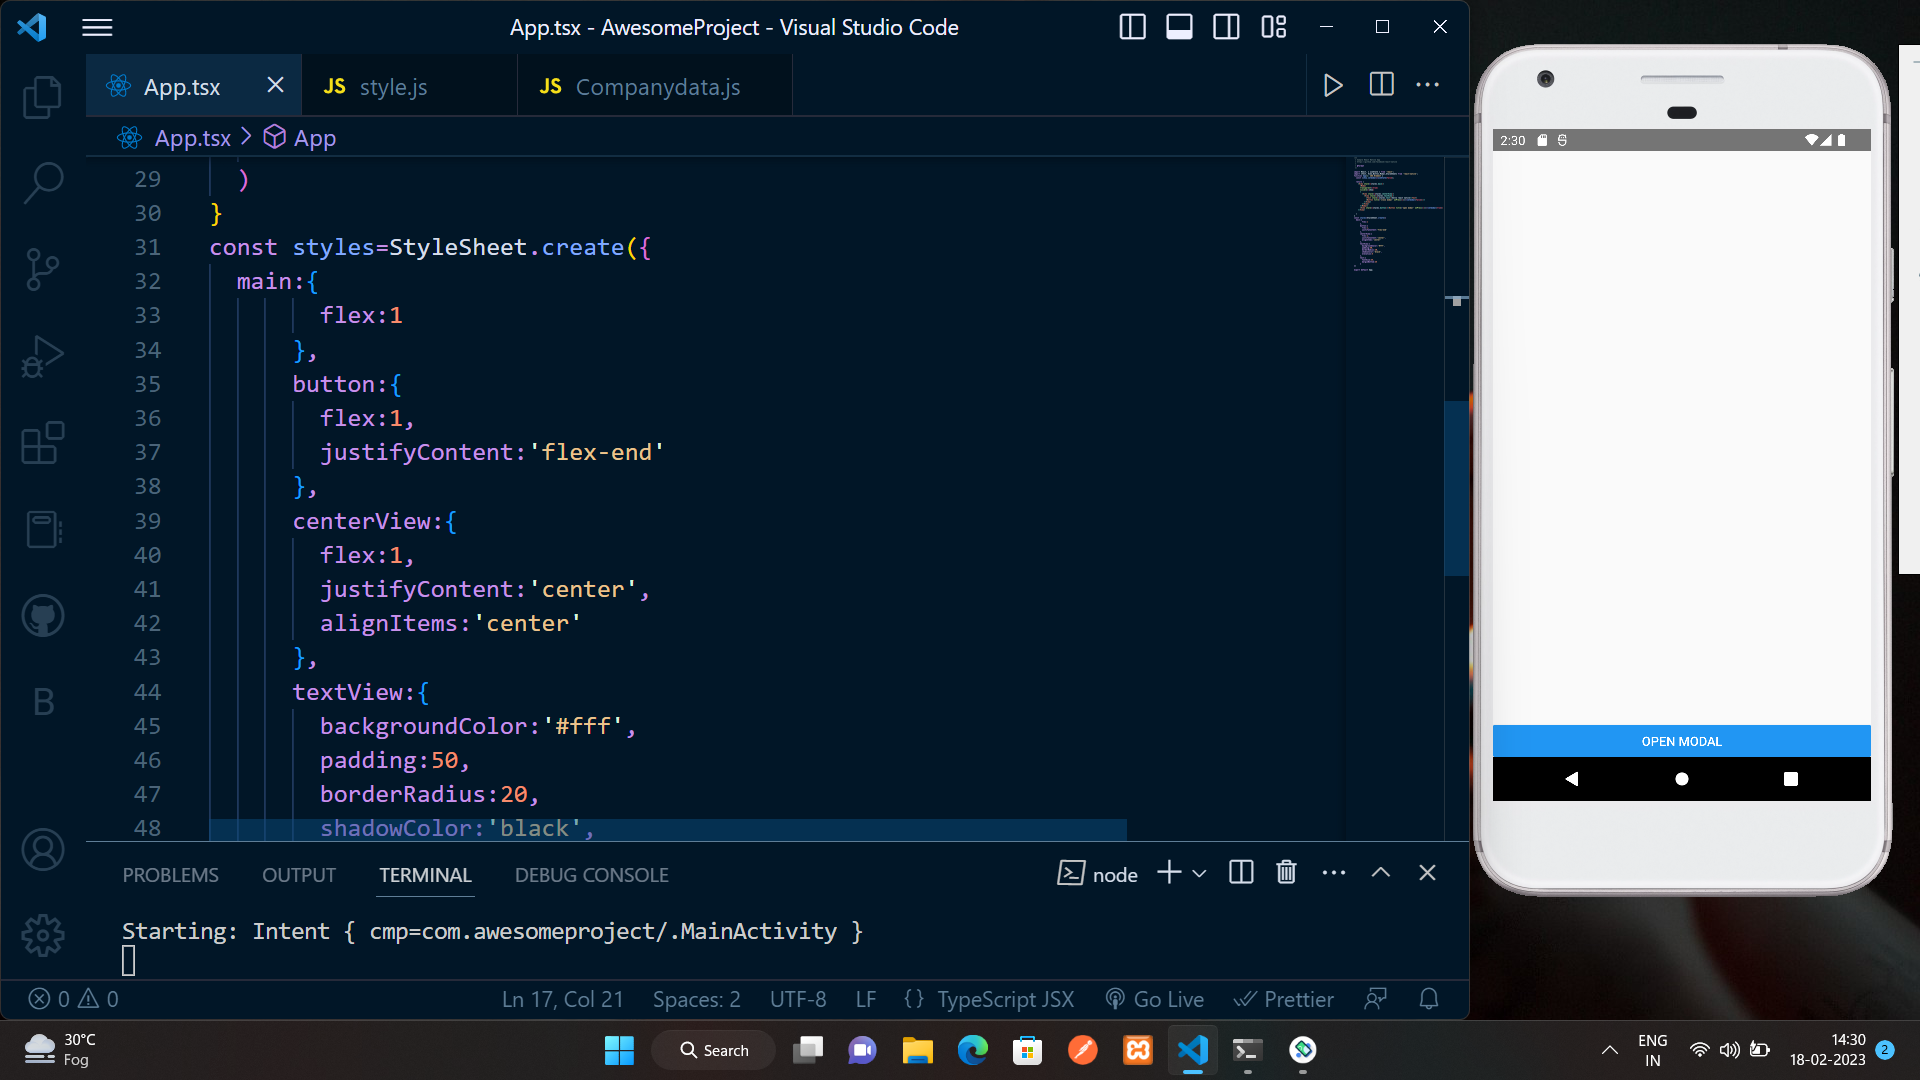 App.tsx - AwesomeProject - Visual Studio Code
App.tsx
JS style.js
JS Companydata.js
App.tsx > App
29 )
30 }
31 const styles=StyleSheet.create({
32 main:{
33 flex:1
34 },
35 button:{
36 flex:1,
37 justifyContent:'flex-end'
38 },
39 centerView:{
40 flex:1,
41 justifyContent:'center',
42 alignItems:'center'
43 },
44 textView:{
45 backgroundColor:'#fff',
46 padding:50,
47 borderRadius:20,
48 shadowColor:'black',
B
PROBLEMS OUTPUT TERMINAL DEBUG CONSOLE
node
Starting: Intent { cmp=com.awesomeproject/.MainActivity }
0 0
Ln 17, Col 21
Spaces: 2
UTF-8
LF
{ } TypeScript JSX
Go Live
Prettier
2:30
OPEN MODAL
30°C
Fog
Search
ENG
IN
14:30
18-02-2023
2